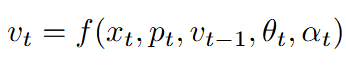 v_t = f(x_t, p_t, v_{t−1}, θ_t, α_t)